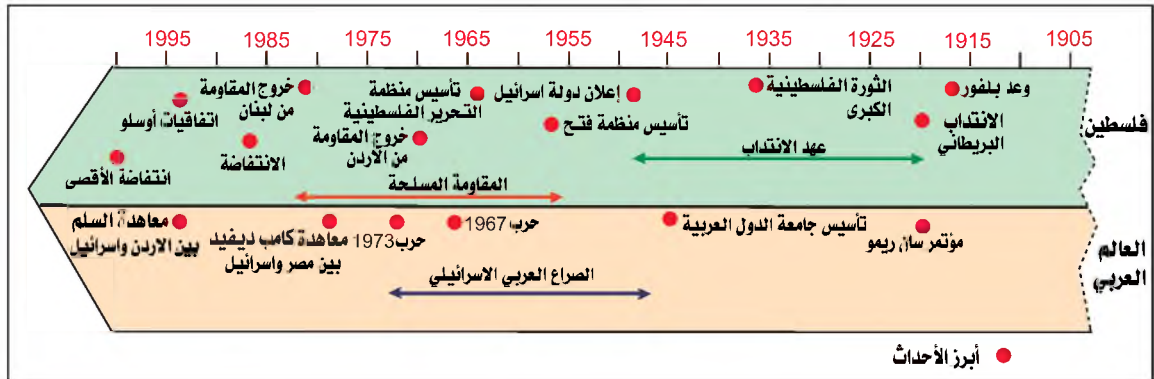 1905 1915 1925 1935 1945 1955 1965 1975 1985 1995
فلسطين
وعد بلفور
الانتداب
البريطاني
الثورة الفلسطينية
الكبرى
عهد الانتداب
إعلان دولة اسرائيل
تأسيس منظمة فتح
تأسيس منظمة
التحرير الفلسطينية
خروج المقاومة
من الأردن
المقاومة المسلحة
خروج المقاومة
من لبنان
الانتفاضة
اتفاقيات أوسلو
انتفاضة الأقصى
العالم
العربي
مؤتمر سان ريمو
تأسيس جامعة الدول العربية
حرب 1967
حرب 1973
الصراع العربي الاسرائيلي
معاهدة كامب ديفيد
بين مصر واسرائيل
معاهدة السلم
بين الاردن واسرائيل
أبرز الأحداث